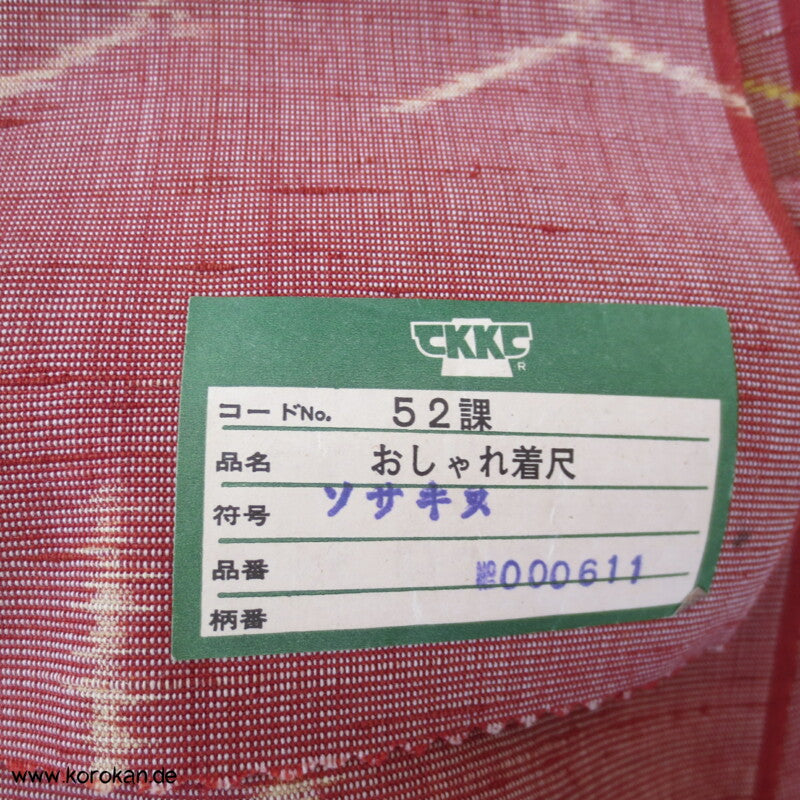 CKKC
R
コードNo. 52課
品名 おしゃれ着尺
符号 ソサキヌ
品番 000611
柄番
www.korokan.de